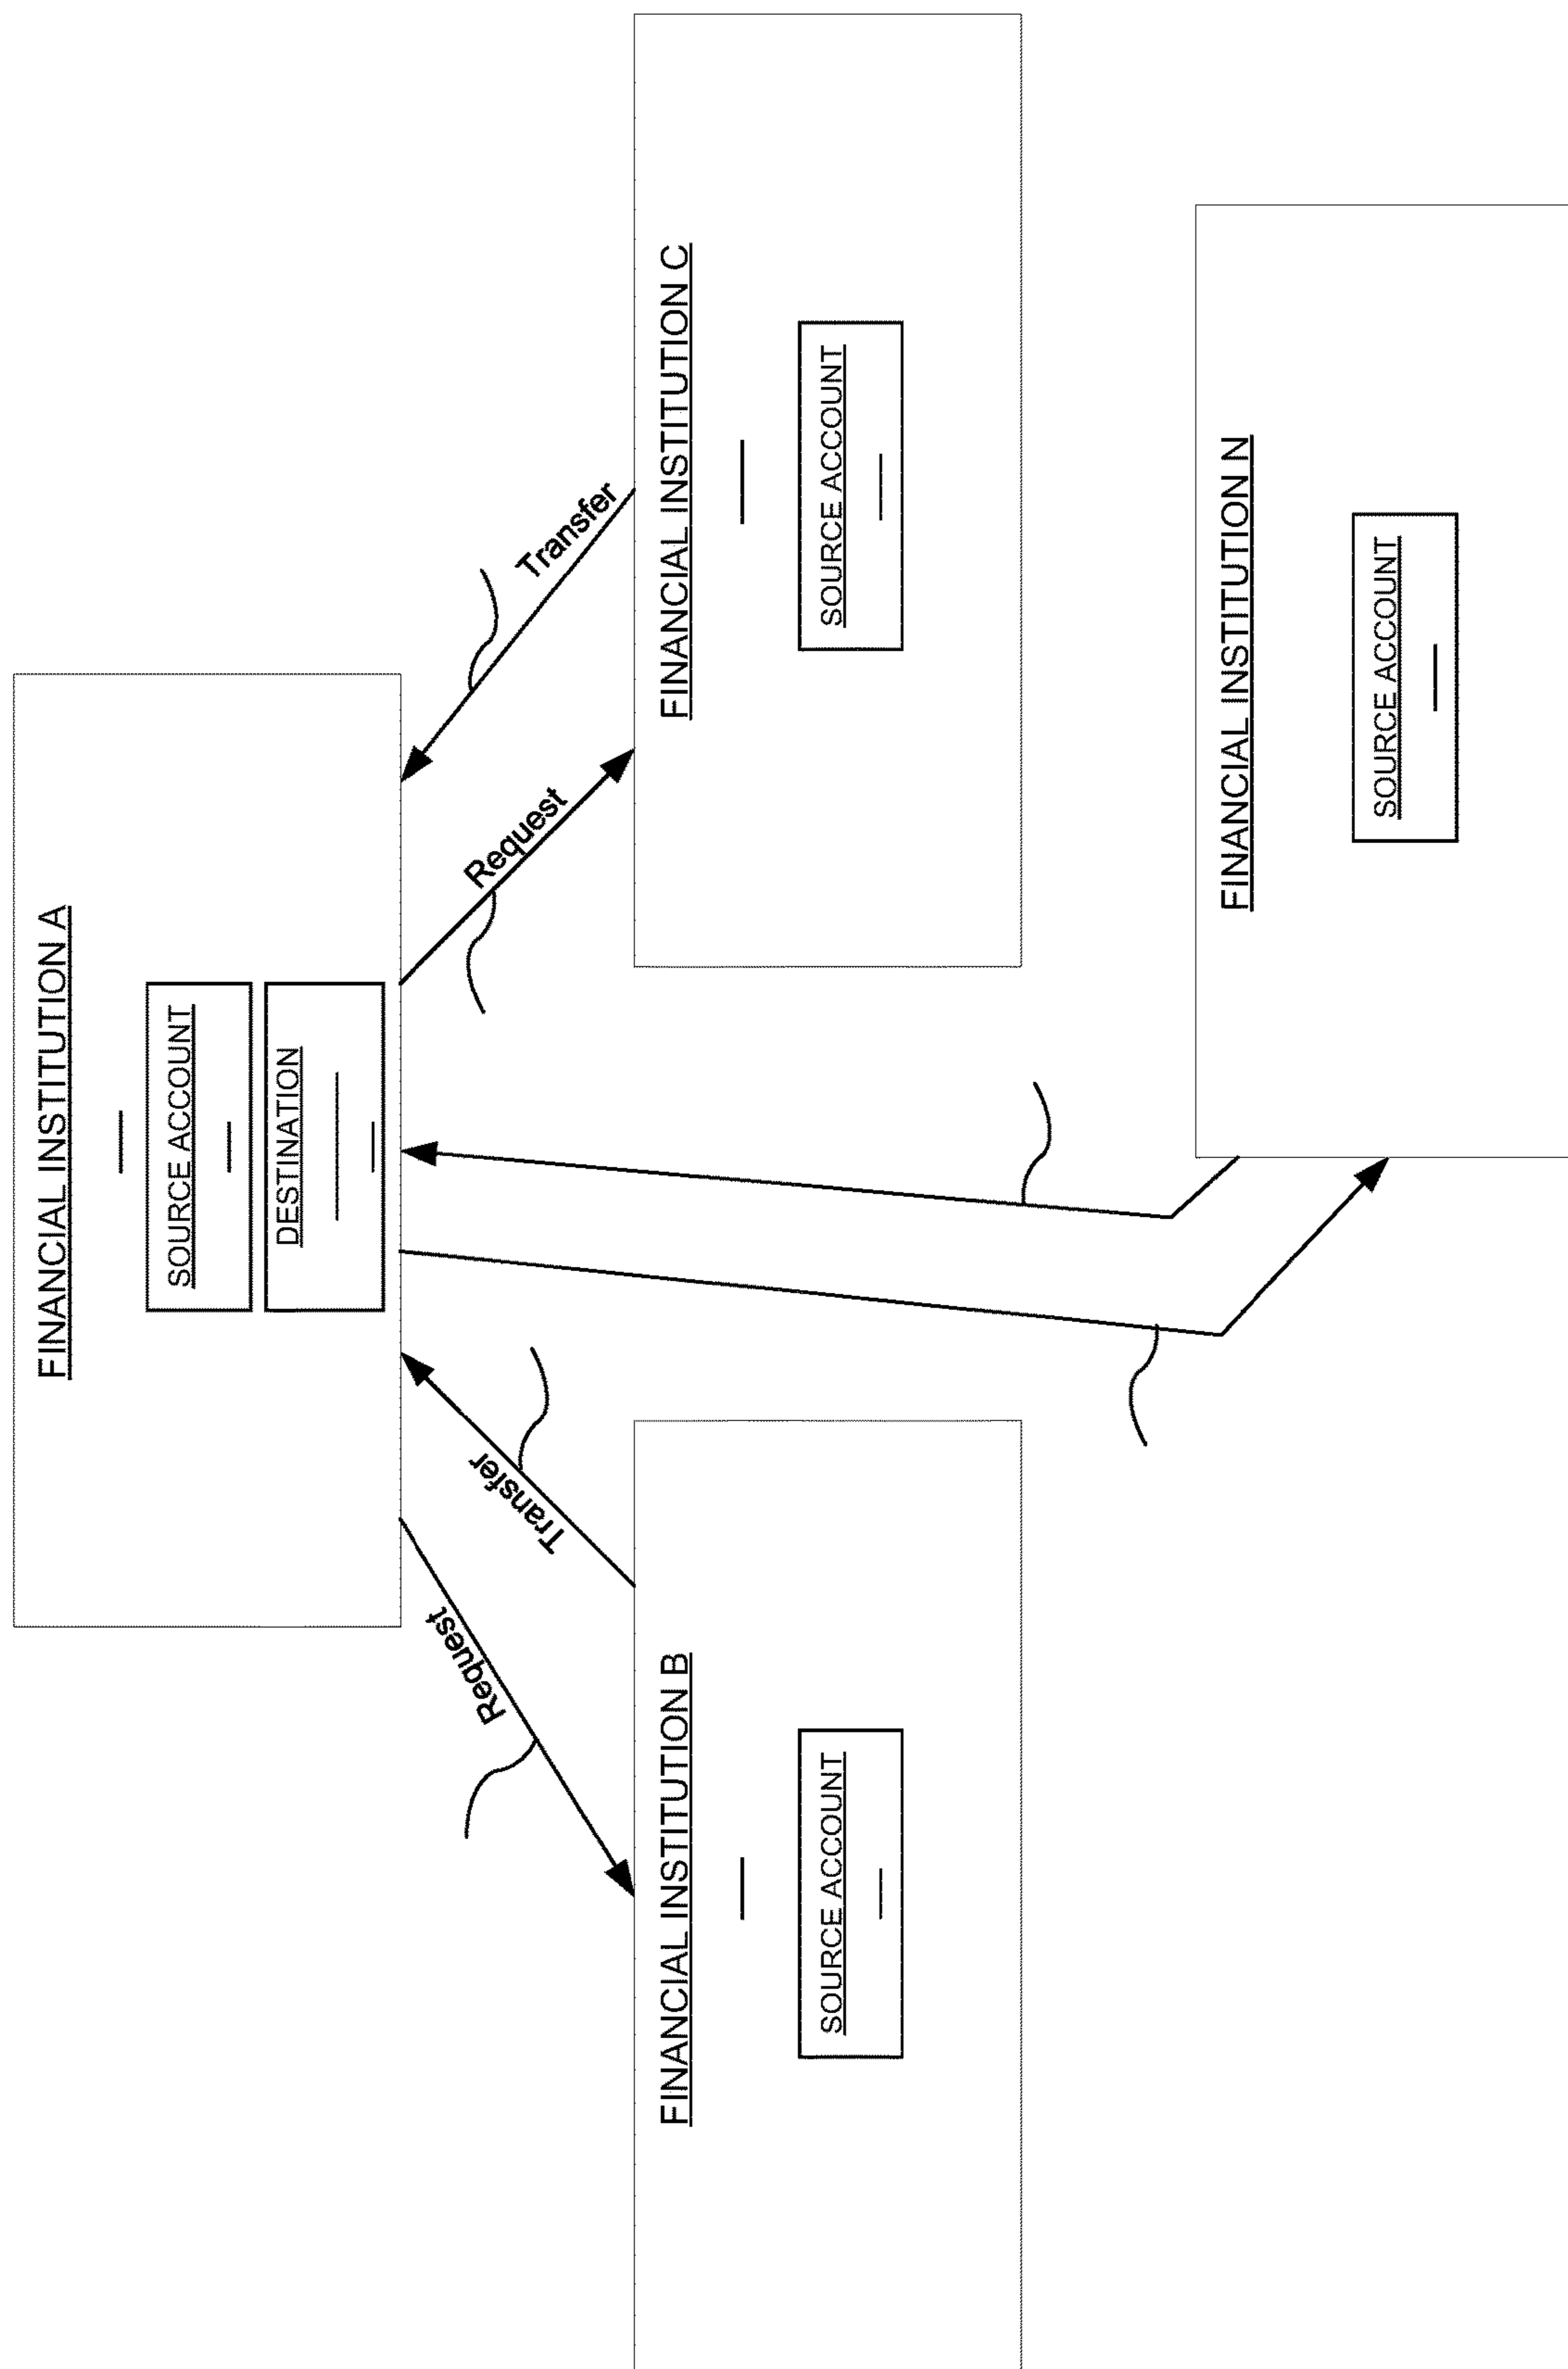 FINANCIAL INSTITUTION A
SOURCE ACCOUNT
DESTINATION
Request
Transfer
Request
Transfer
FINANCIAL INSTITUTION B
SOURCE ACCOUNT
FINANCIAL INSTITUTION C
SOURCE ACCOUNT
FINANCIAL INSTITUTION N
SOURCE ACCOUNT